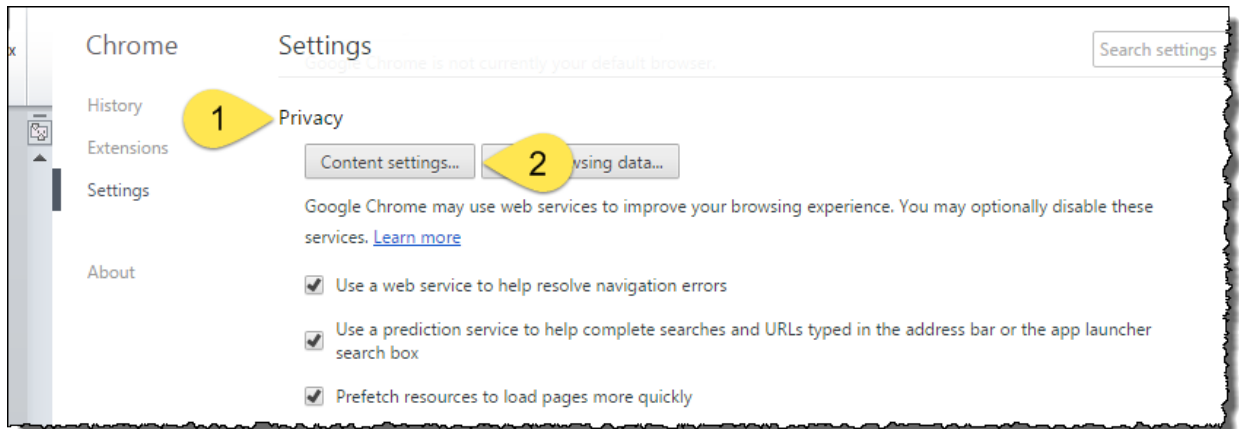 x
Chrome
Settings
Search settings
Google Chrome is not currently your default browser.
History
1
Privacy
Extensions
Content settings...
2
wsing data...
Settings
Google Chrome may use web services to improve your browsing experience. You may optionally disable these
services. Learn more
About
Use a web service to help resolve navigation errors
Use a prediction service to help complete searches and URLs typed in the address bar or the app launcher
search box
Prefetch resources to load pages more quickly